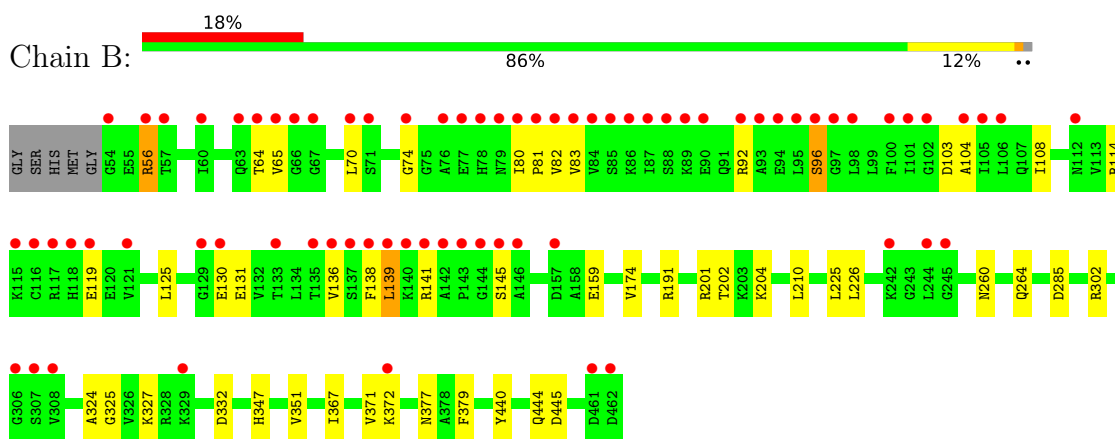 18%
Chain B:
86% 12% ••
GLY SER HIS MET GLY G54 E55 R56 T57 I60 Q63 T64 V65 G66 G67 L70 S71 G74 G75 A76 E77 H78 N79 I80 P81 V82 V83 V84 S85 K86 I87 S88 K89 E90 Q91 R92 A93 E94 L95 S96 G97 L98 L99 F100 I101 G102 D103 A104 I105 L106 Q107 I108 N112 V113 R114
K115 C116 R117 H118 E119 E120 V121 L125 G129 E130 E131 V132 T133 L134 T135 V136 S137 F138 L139 K140 R141 A142 P143 G144 S145 A146 D157 A158 E159 V174 R191 R201 T202 K203 K204 L210 L225 L226 K242 G243 L244 G245 N260 Q264 D285 R302
G306 S307 V308 A324 G325 V326 K327 R328 K329 D332 H347 V351 I367 V371 K372 N377 A378 F379 Y440 Q444 D445 D461 D462